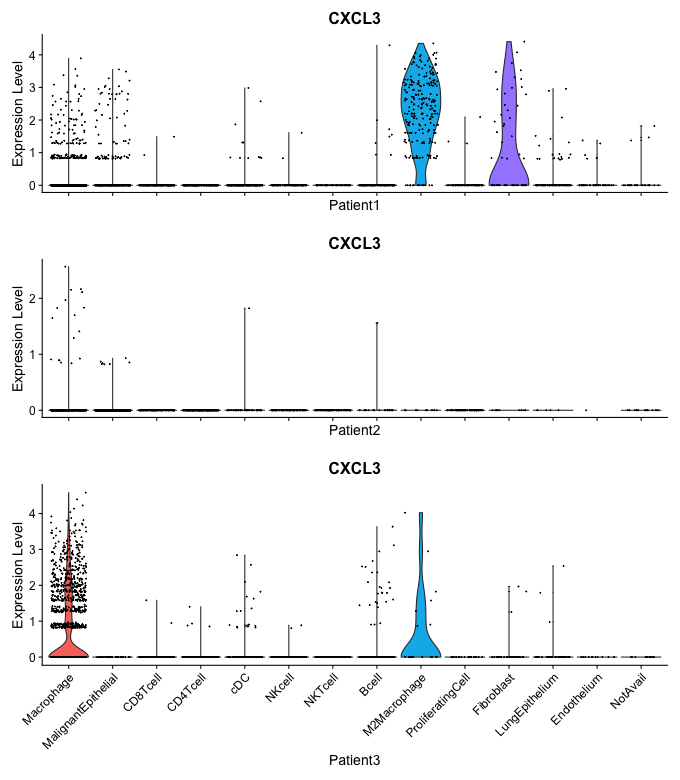 CXCL3
Expression Level
4
3
2
1
0
Patient1
CXCL3
Expression Level
2
1
0
Patient2
CXCL3
Expression Level
4
3
2
1
0
Macrophage
MalignantEpithelial
CD8Tcell
CD4Tcell
cDC
NKcell
NKTcell
Bcell
M2Macrophage
ProliferatingCell
Fibroblast
LungEpithelium
Endothelium
NotAvail
Patient3